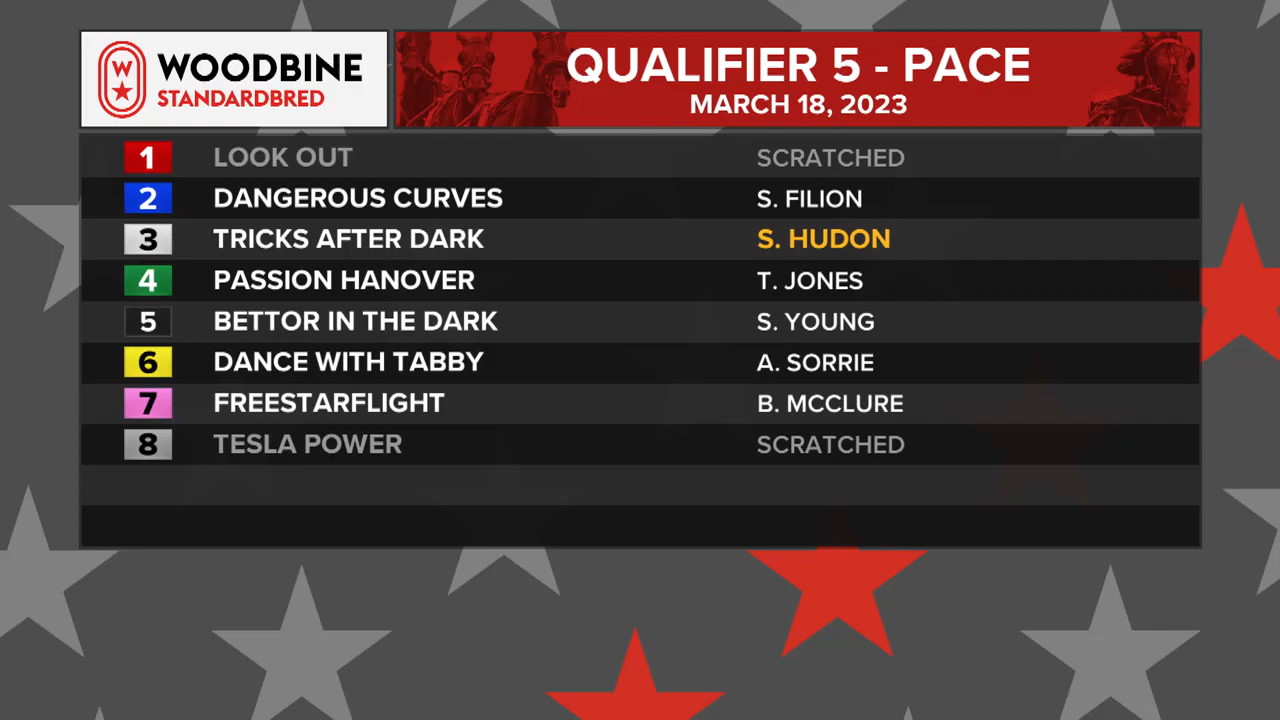 W
WOODBINE
STANDARDBRED
QUALIFIER 5 - PACE
MARCH 18, 2023
1 LOOK OUT SCRATCHED
2 DANGEROUS CURVES S. FILION
3 TRICKS AFTER DARK S. HUDON
4 PASSION HANOVER T. JONES
5 BETTOR IN THE DARK S. YOUNG
6 DANCE WITH TABBY A. SORRIE
7 FREESTARFLIGHT B. MCCLURE
8 TESLA POWER SCRATCHED